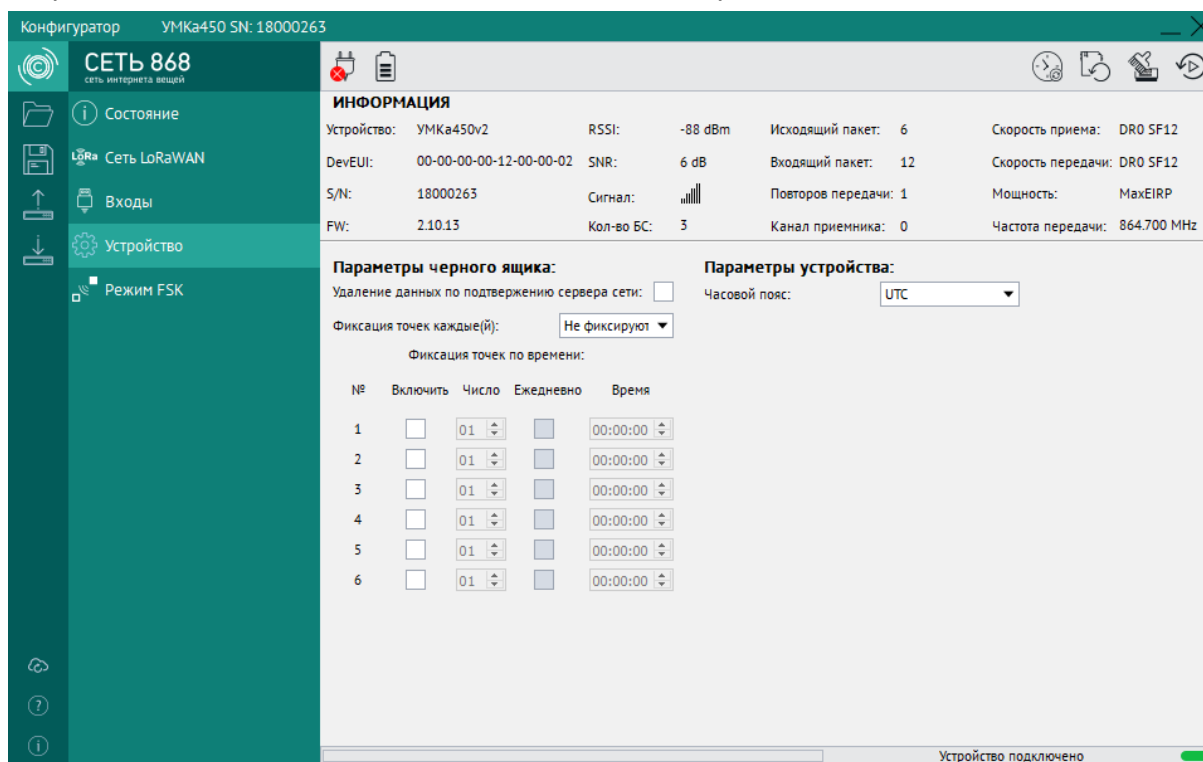 Конфигуратор УМКа450 SN: 18000263
СЕТЬ 868
сеть интернета вещей
Состояние
LoRa Сеть LoRaWAN
Входы
Устройство
Режим FSK
ИНФОРМАЦИЯ
Устройство: УМКа450v2 RSSI: -88 dBm Исходящий пакет: 6 Скорость приема: DR0 SF12
DevEUI: 00-00-00-00-12-00-00-02 SNR: 6 dB Входящий пакет: 12 Скорость передачи: DR0 SF12
S/N: 18000263 Сигнал: Повторов передачи: 1 Мощность: MaxEIRP
FW: 2.10.13 Кол-во БС: 3 Канал приемника: 0 Частота передачи: 864.700 MHz
Параметры черного ящика: Параметры устройства:
Удаление данных по подтвержению сервера сети: Часовой пояс: UTC
Фиксация точек каждые(й): Не фиксируют
Фиксация точек по времени:
№ Включить Число Ежедневно Время
1 01 00:00:00
2 01 00:00:00
3 01 00:00:00
4 01 00:00:00
5 01 00:00:00
6 01 00:00:00
Устройство подключено